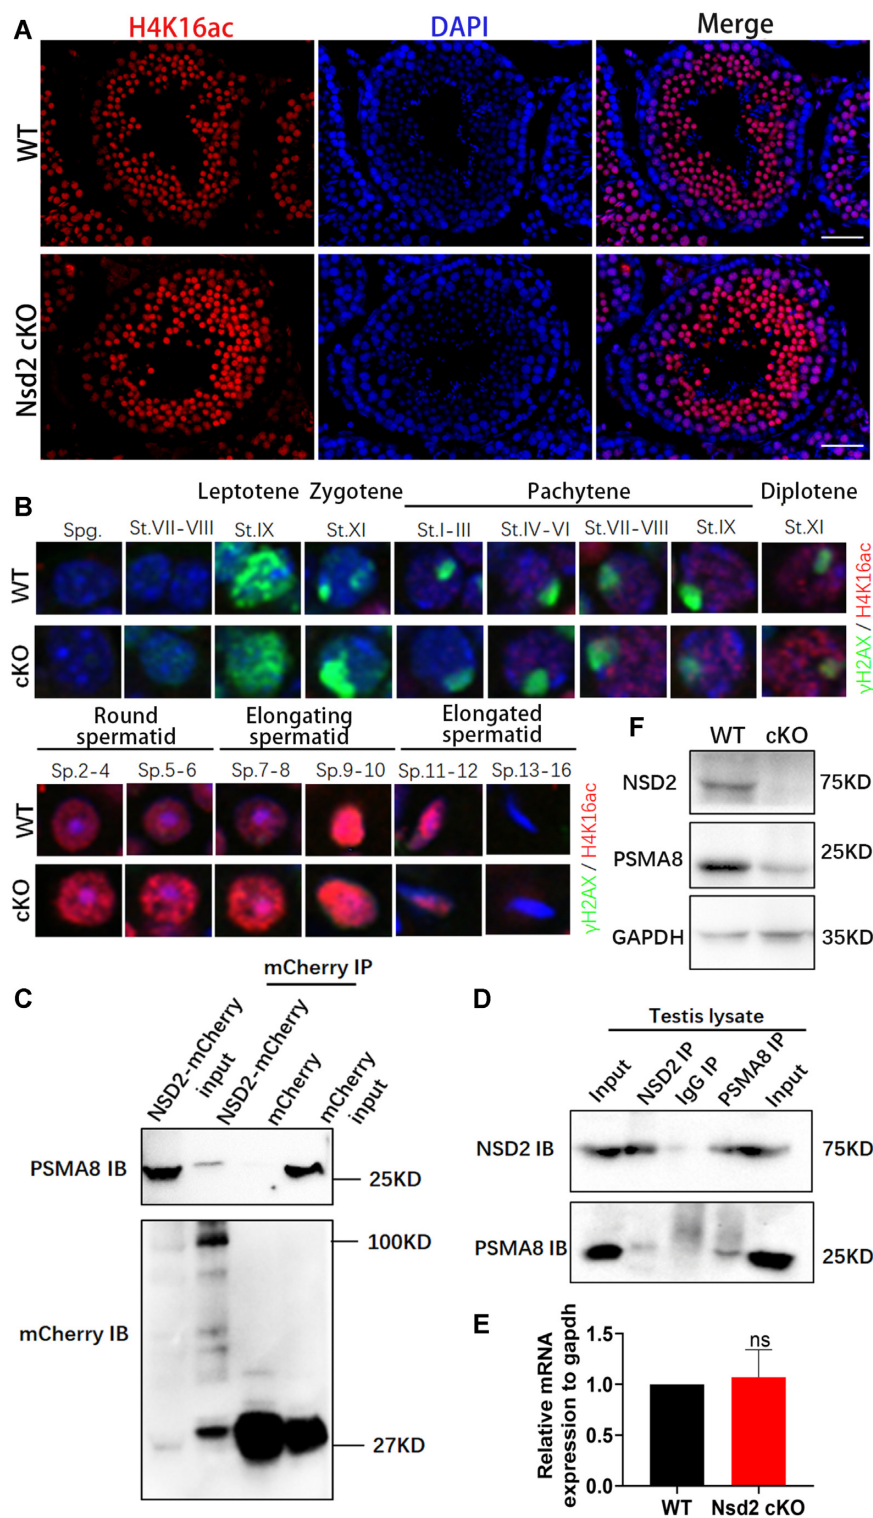 A
H4K16ac DAPI Merge
WT
Nsd2 cKO
B
Leptotene Zygotene Pachytene Diplotene
Spg. St.VII-VIII St.IX St.XI St.I-III St.IV-VI St.VII-VIII St.IX St.XI
WT
cKO
γH2AX / H4K16ac
Round spermatid
Elongating spermatid
Elongated spermatid
Sp.2-4 Sp.5-6 Sp.7-8 Sp.9-10 Sp.11-12 Sp.13-16
WT
cKO
γH2AX / H4K16ac
F
WT cKO
NSD2 75KD
PSMA8 25KD
GAPDH 35KD
C
mCherry IP
NSD2-mCherry input
NSD2-mCherry
mCherry
mCherry input
PSMA8 IB 25KD
100KD
mCherry IB
27KD
D
Testis lysate
Input NSD2 IP IgG IP PSMA8 IP Input
NSD2 IB 75KD
PSMA8 IB 25KD
E
Relative mRNA
expression to gapdh
1.5
1.0
0.5
0.0
ns
WT Nsd2 cKO